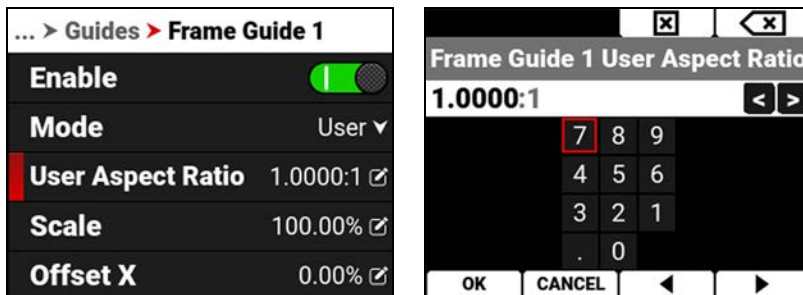 ... > Guides > Frame Guide 1
Enable
Mode User
User Aspect Ratio 1.0000:1
Scale 100.00%
Offset X 0.00%
Frame Guide 1 User Aspect Ratio
1.0000:1 < >
7 8 9
4 5 6
3 2 1
. 0
OK CANCEL